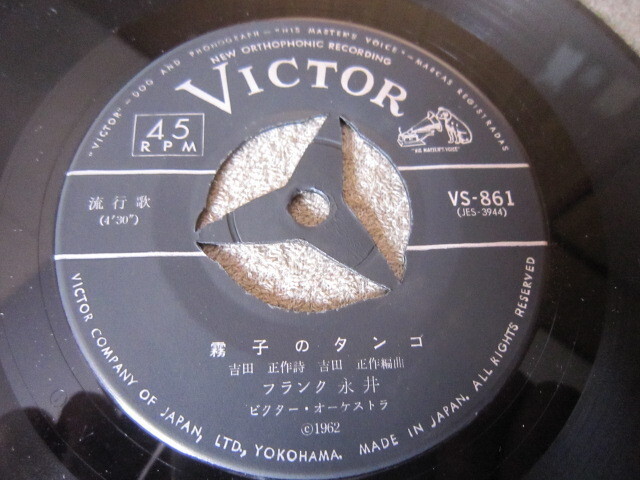 "VICTOR"–DOG AND PHONOGRAPH–"HIS MASTER'S VOICE"–MARCAS REGISTRADAS
NEW ORTHOPHONIC RECORDING
VICTOR
45
RPM
"HIS MASTER'S VOICE"
流行歌
(4'30")
VS-861
(JES-3944)
霧子のタンゴ
吉田 正作詩 吉田 正作編曲
フランク永井
ビクター・オーケストラ
©1962
VICTOR COMPANY OF JAPAN, LTD, YOKOHAMA. MADE IN JAPAN. ALL RIGHTS RESERVED